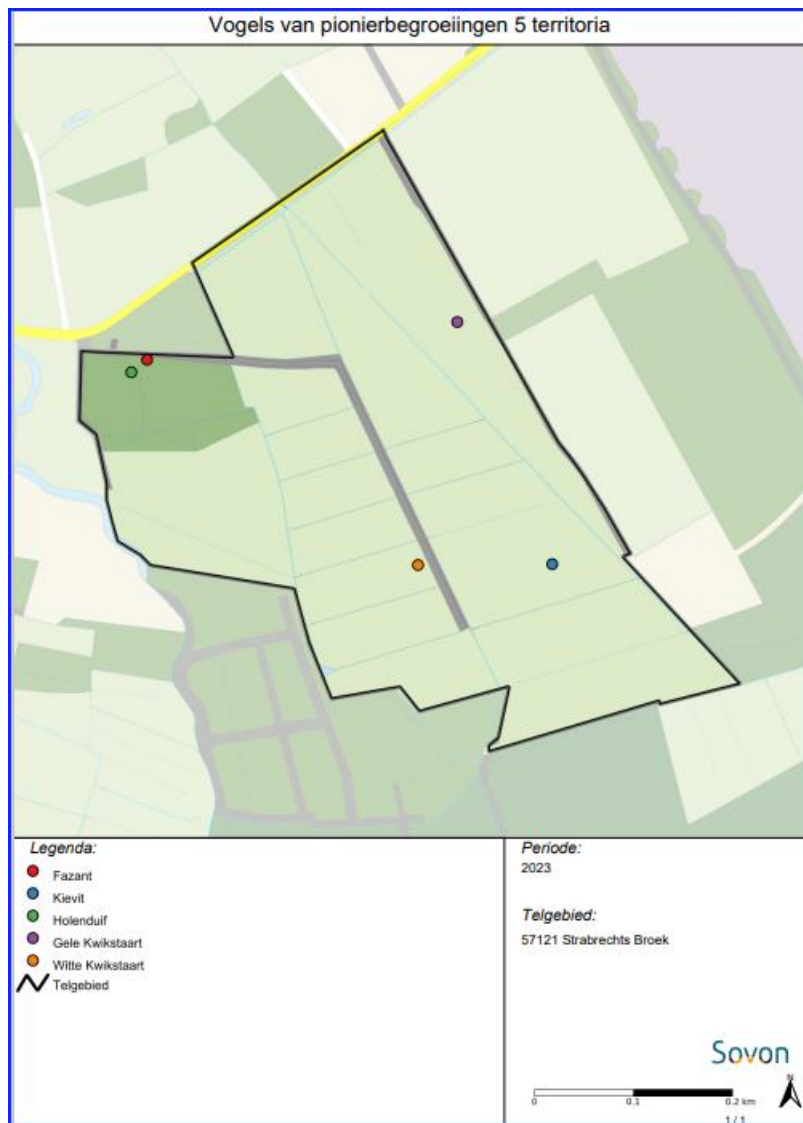 Vogels van pionierbegroeiingen 5 territoria
Legenda:
Fazant
Kievit
Holenduif
Gele Kwikstaart
Witte Kwikstaart
Telgebied
Periode:
2023
Telgebied:
57121 Strabrechts Broek
Sovon
N
0 0.1 0.2 km
1 / 1